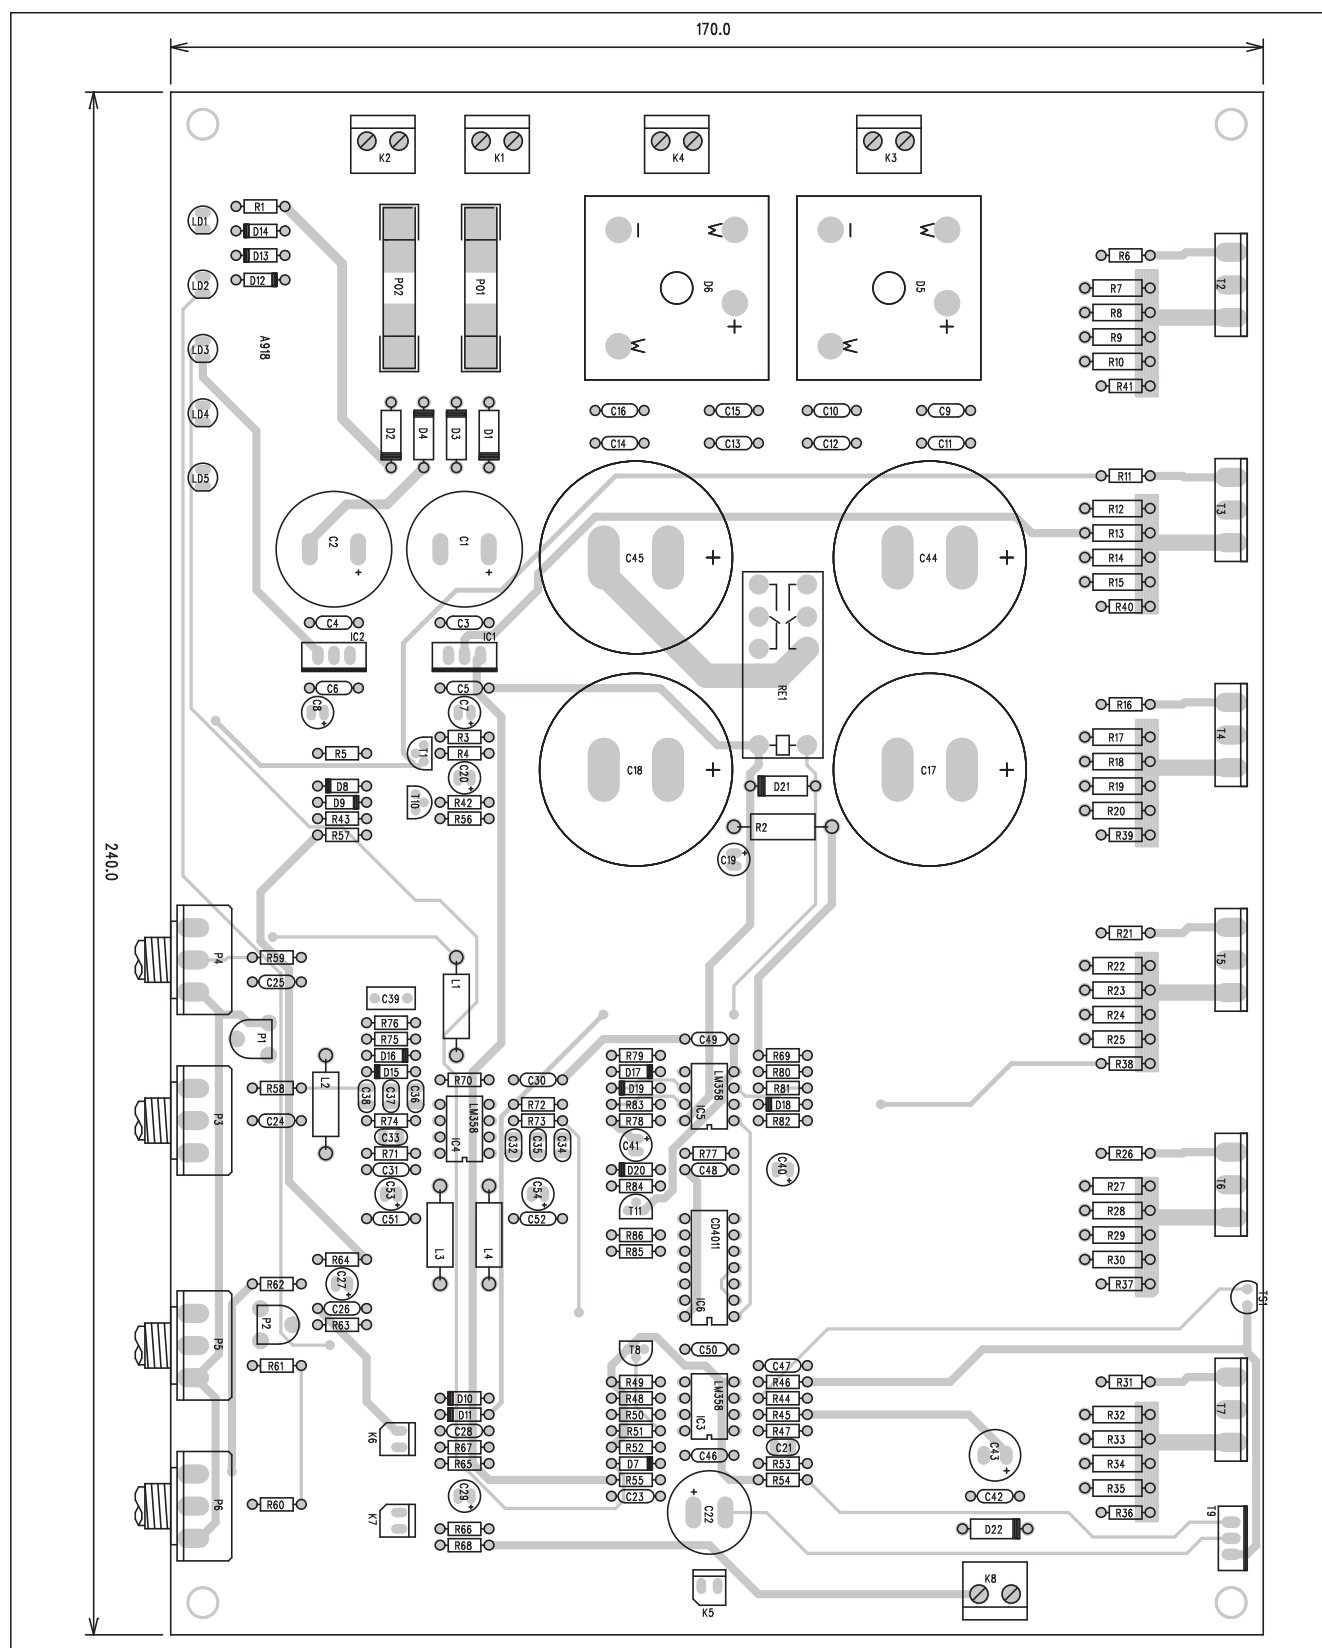 170.0
K2
K1
K4
K3
LD1
R1
D14
D13
D12
LD2
LD3
A918
LD4
LD5
PO2
PO1
D6
D5
R6
R7
R8
R9
R10
R41
T2
D2
D4
D3
D1
C16
C15
C10
C9
C14
C13
C12
C11
R11
R12
R13
R14
R15
R40
T3
C2
C1
C45
C44
C4
IC2
C3
IC1
C6
C5
C8
C7
RE1
R3
R4
R5
T1
C20
C18
C17
R16
R17
R18
R19
R20
R39
T4
D8
D9
R43
R57
T10
R42
R56
D21
R2
C19
240.0
P4
R59
C25
L1
C39
R76
R75
D16
D15
P1
R21
R22
R23
R24
R25
R38
T5
C49
R79
D17
D19
R83
R78
LM358
IC5
R69
R80
R81
D18
R82
P3
R58
C24
L2
C38
C37
C36
R74
C33
R71
C31
C53
C51
R70
LM358
IC4
C30
R72
R73
C32
C35
C34
C54
C52
C41
D20
R84
T11
R86
R85
R77
C48
C40
CD4011
IC6
L3
L4
R26
R27
R28
R29
R30
R37
T6
TS1
R64
C27
C26
R63
R62
P2
P5
R61
T8
C50
R49
R48
R50
R51
R52
D7
R55
C23
LM358
IC3
C46
C47
R46
R44
R45
R47
C21
R53
R54
D10
D11
C28
R67
R65
C29
R66
R68
K6
K7
P6
R60
C22
K5
C43
C42
D22
K8
R31
R32
R33
R34
R35
R36
T7
T9